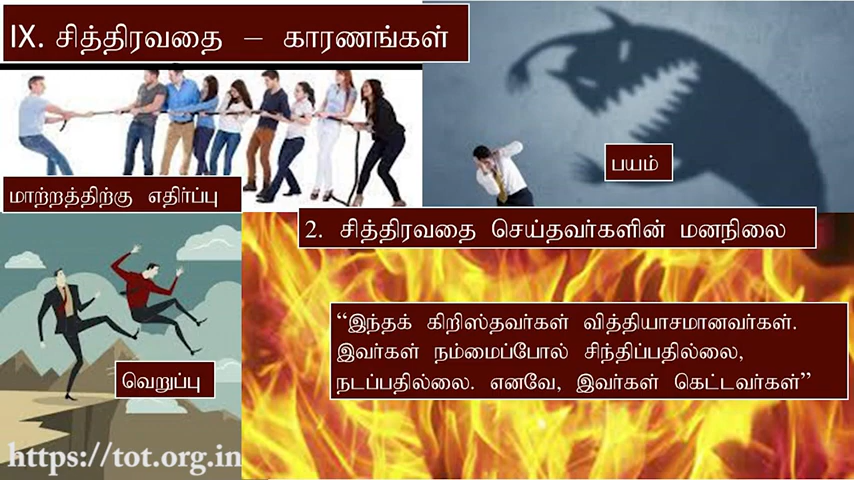 IX. சித்திரவதை – காரணங்கள்
பயம்
மாற்றத்திற்கு எதிர்ப்பு
2. சித்திரவதை செய்தவர்களின் மனநிலை
“இந்தக் கிறிஸ்தவர்கள் வித்தியாசமானவர்கள்.
இவர்கள் நம்மைப்போல் சிந்திப்பதில்லை,
நடப்பதில்லை. எனவே, இவர்கள் கெட்டவர்கள்”
வெறுப்பு
https://tot.org.in